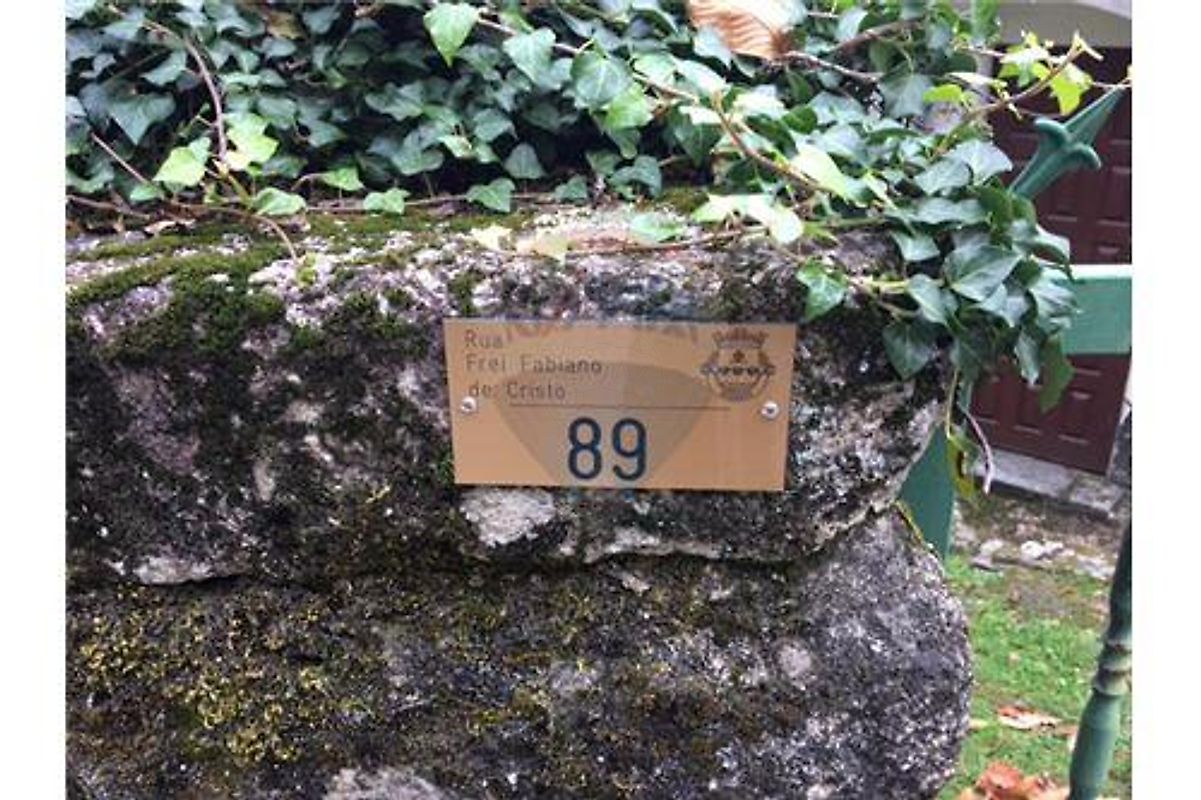 Rua
Frei Fabiano
de Cristo
89